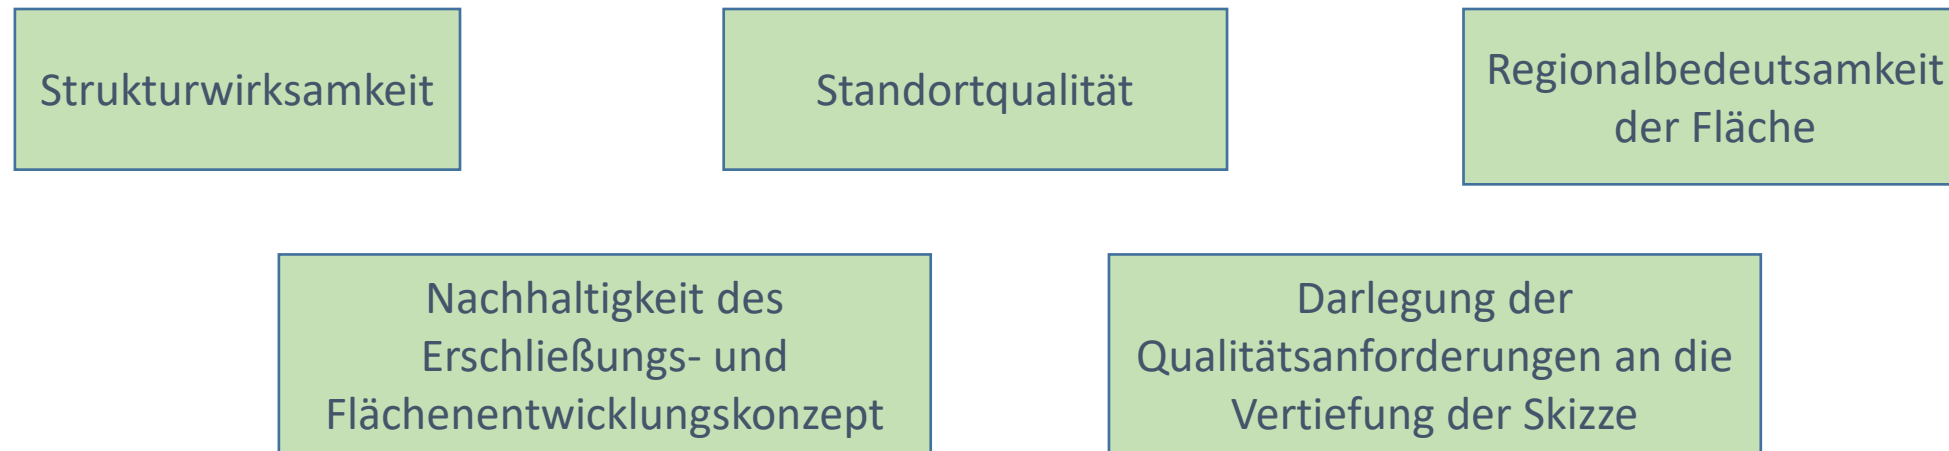 Strukturwirksamkeit
Standortqualität
Regionalbedeutsamkeit
der Fläche
Nachhaltigkeit des
Erschließungs- und
Flächenentwicklungskonzept
Darlegung der
Qualitätsanforderungen an die
Vertiefung der Skizze